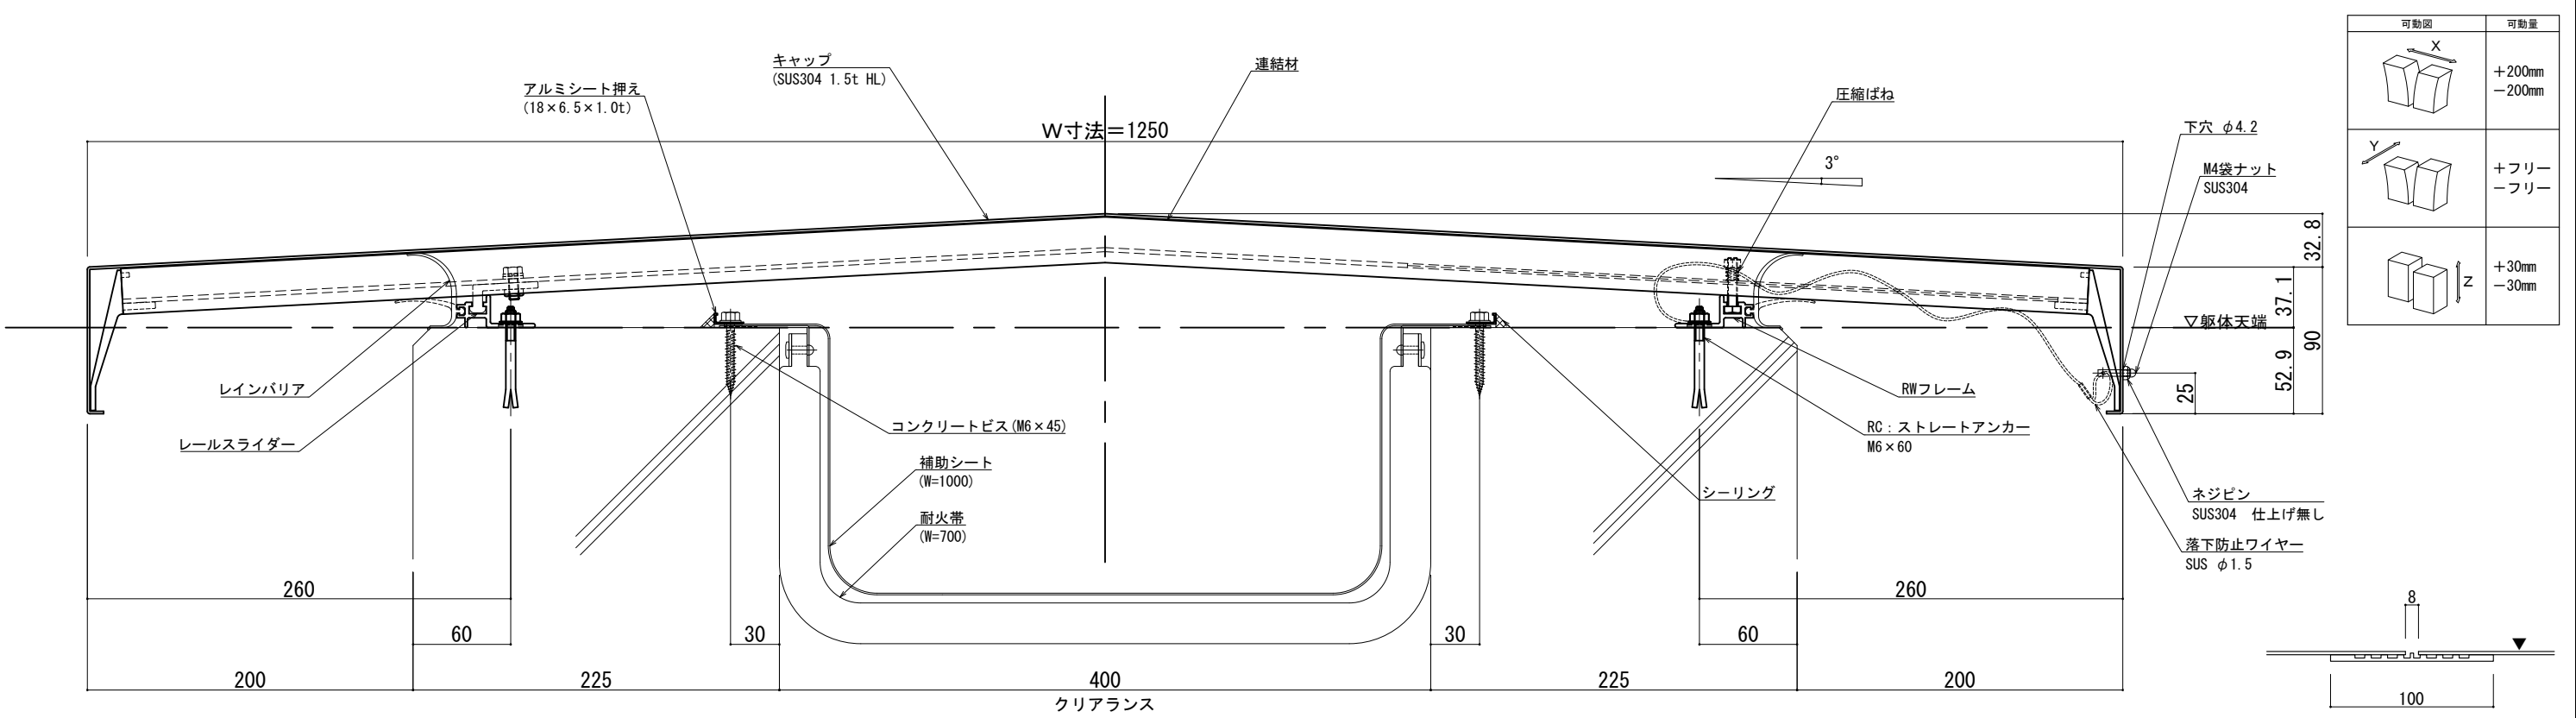 可動図
可動量
X
+200mm
−200mm
Y
+フリー
−フリー
Z
+30mm
−30mm
キャップ
(SUS304 1.5t HL)
連結材
アルミシート押え
(18×6.5×1.0t)
圧縮ばね
W寸法=1250
下穴 φ4.2
3°
M4袋ナット
SUS304
32.8
37.1
▽躯体天端
90
52.9
25
レインバリア
RWフレーム
コンクリートビス(M6×45)
RC：ストレートアンカー
M6×60
レールスライダー
補助シート
(W=1000)
シーリング
ネジピン
SUS304 仕上げ無し
耐火帯
(W=700)
落下防止ワイヤー
SUS φ1.5
260
260
8
60
30
30
60
200
225
400
225
200
クリアランス
100